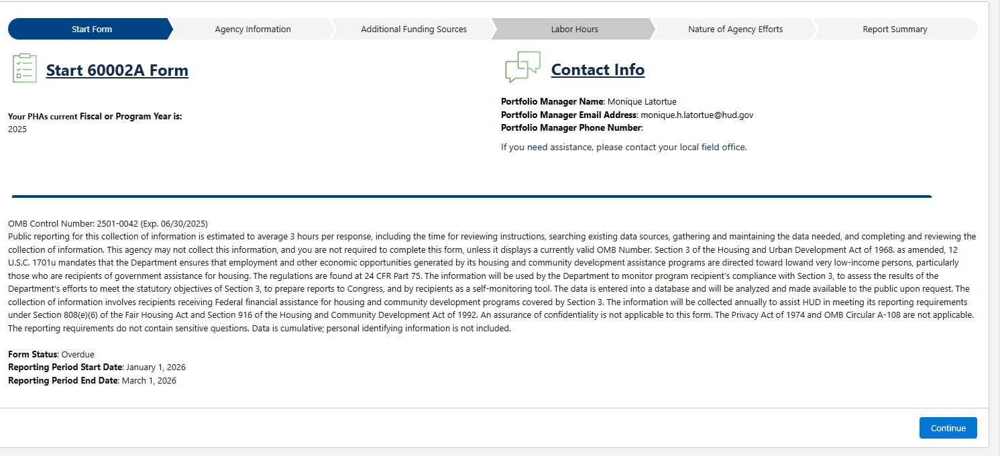 Start Form
Agency Information
Additional Funding Sources
Labor Hours
Nature of Agency Efforts
Report Summary
Start 60002A Form
Your PHAs current Fiscal or Program Year is:
2025
Contact Info
Portfolio Manager Name: Monique Latortue
Portfolio Manager Email Address: monique.h.latortue@hud.gov
Portfolio Manager Phone Number:
If you need assistance, please contact your local field office.
OMB Control Number: 2501-0042 (Exp. 06/30/2025)
Public reporting for this collection of information is estimated to average 3 hours per response, including the time for reviewing instructions, searching existing data sources, gathering and maintaining the data needed, and completing and reviewing the
collection of information. This agency may not collect this information, and you are not required to complete this form, unless it displays a currently valid OMB Number. Section 3 of the Housing and Urban Development Act of 1968. as amended, 12
U.S.C. 1701u mandates that the Department ensures that employment and other economic opportunities generated by its housing and community development assistance programs are directed toward lowand very low-income persons, particularly
those who are recipients of government assistance for housing. The regulations are found at 24 CFR Part 75. The information will be used by the Department to monitor program recipient's compliance with Section 3, to assess the results of the
Department's efforts to meet the statutory objectives of Section 3, to prepare reports to Congress, and by recipients as a self-monitoring tool. The data is entered into a database and will be analyzed and made available to the public upon request. The
collection of information involves recipients receiving Federal financial assistance for housing and community development programs covered by Section 3. The information will be collected annually to assist HUD in meeting its reporting requirements
under Section 808(e)(6) of the Fair Housing Act and Section 916 of the Housing and Community Development Act of 1992. An assurance of confidentiality is not applicable to this form. The Privacy Act of 1974 and OMB Circular A-108 are not applicable.
The reporting requirements do not contain sensitive questions. Data is cumulative; personal identifying information is not included.
Form Status: Overdue
Reporting Period Start Date: January 1, 2026
Reporting Period End Date: March 1, 2026
Continue